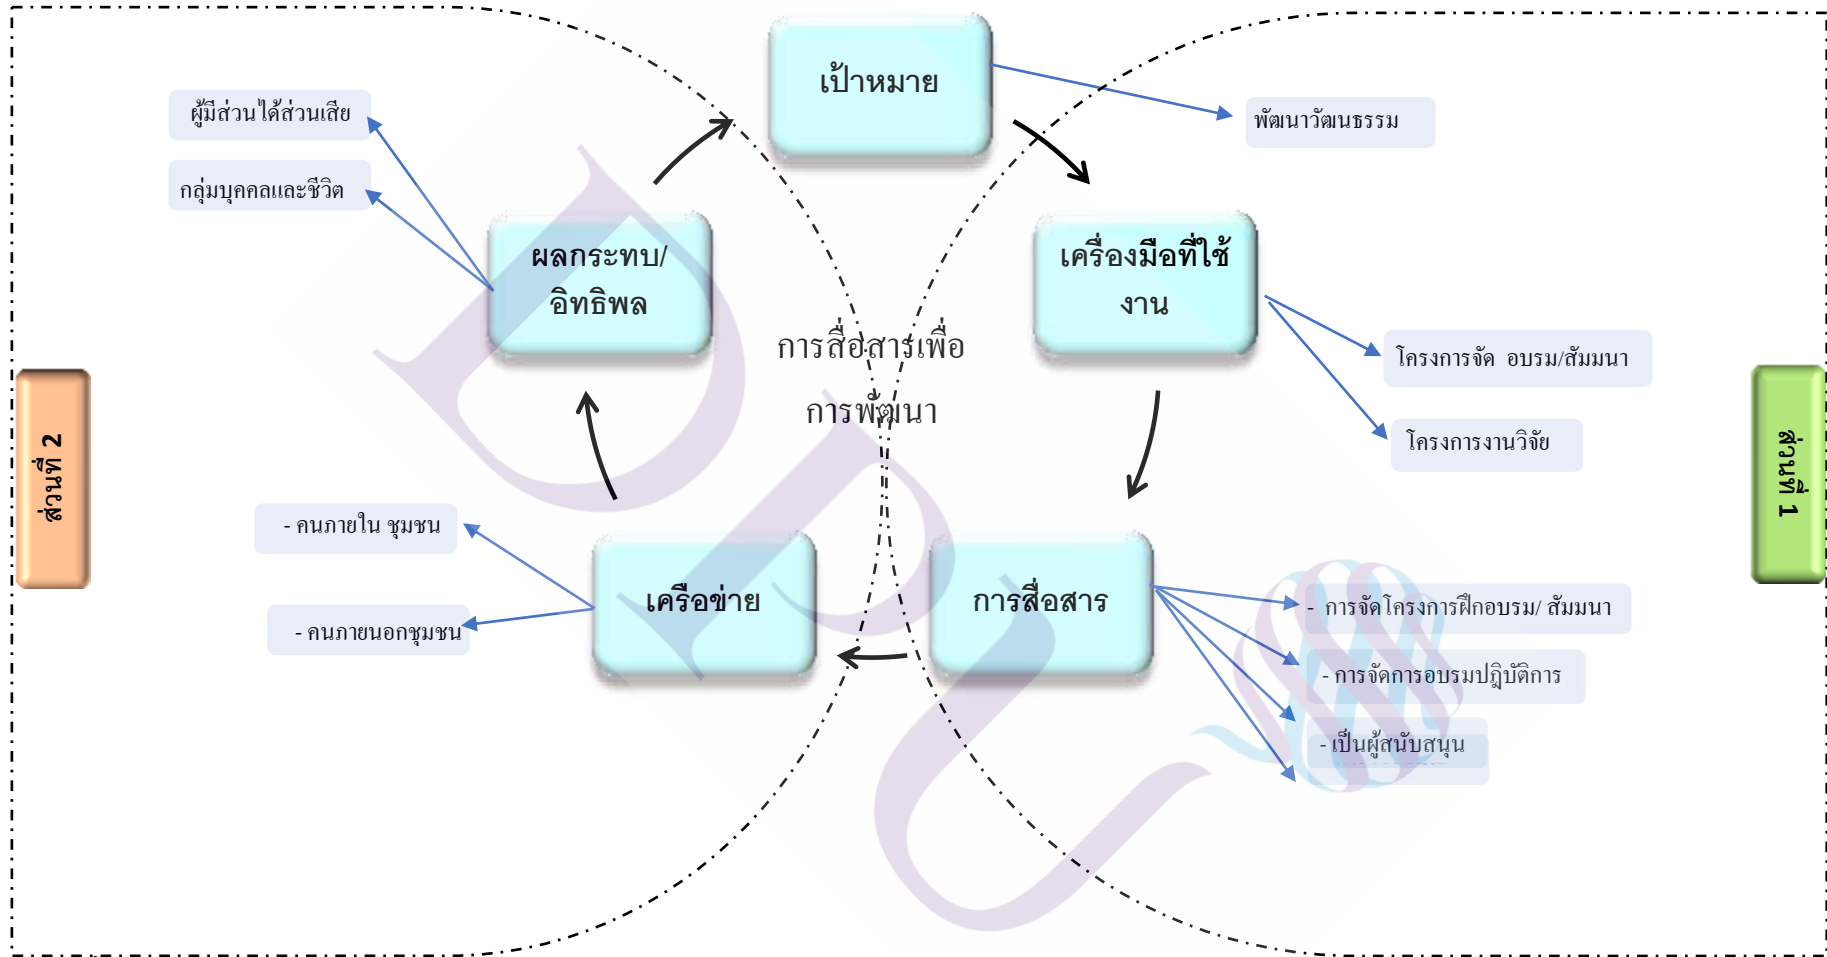 เป้าหมาย
พัฒนาวัฒนธรรม
ผู้มีส่วนได้ส่วนเสีย
กลุ่มบุคคลและชีวิต
ผลกระทบ/
อิทธิพล
เครื่องมือที่ใช้
งาน
การสื่อสารเพื่อ
การพัฒนา
โครงการจัด อบรม/สัมมนา
โครงการงานวิจัย
ส่วนที่ 2
ส่วนที่ 1
- คนภายใน ชุมชน
- คนภายนอกชุมชน
เครือข่าย
การสื่อสาร
- การจัดโครงการฝึกอบรม/ สัมมนา
- การจัดการอบรมปฎิบัติการ
- เป็นผู้สนับสนุน
DPU